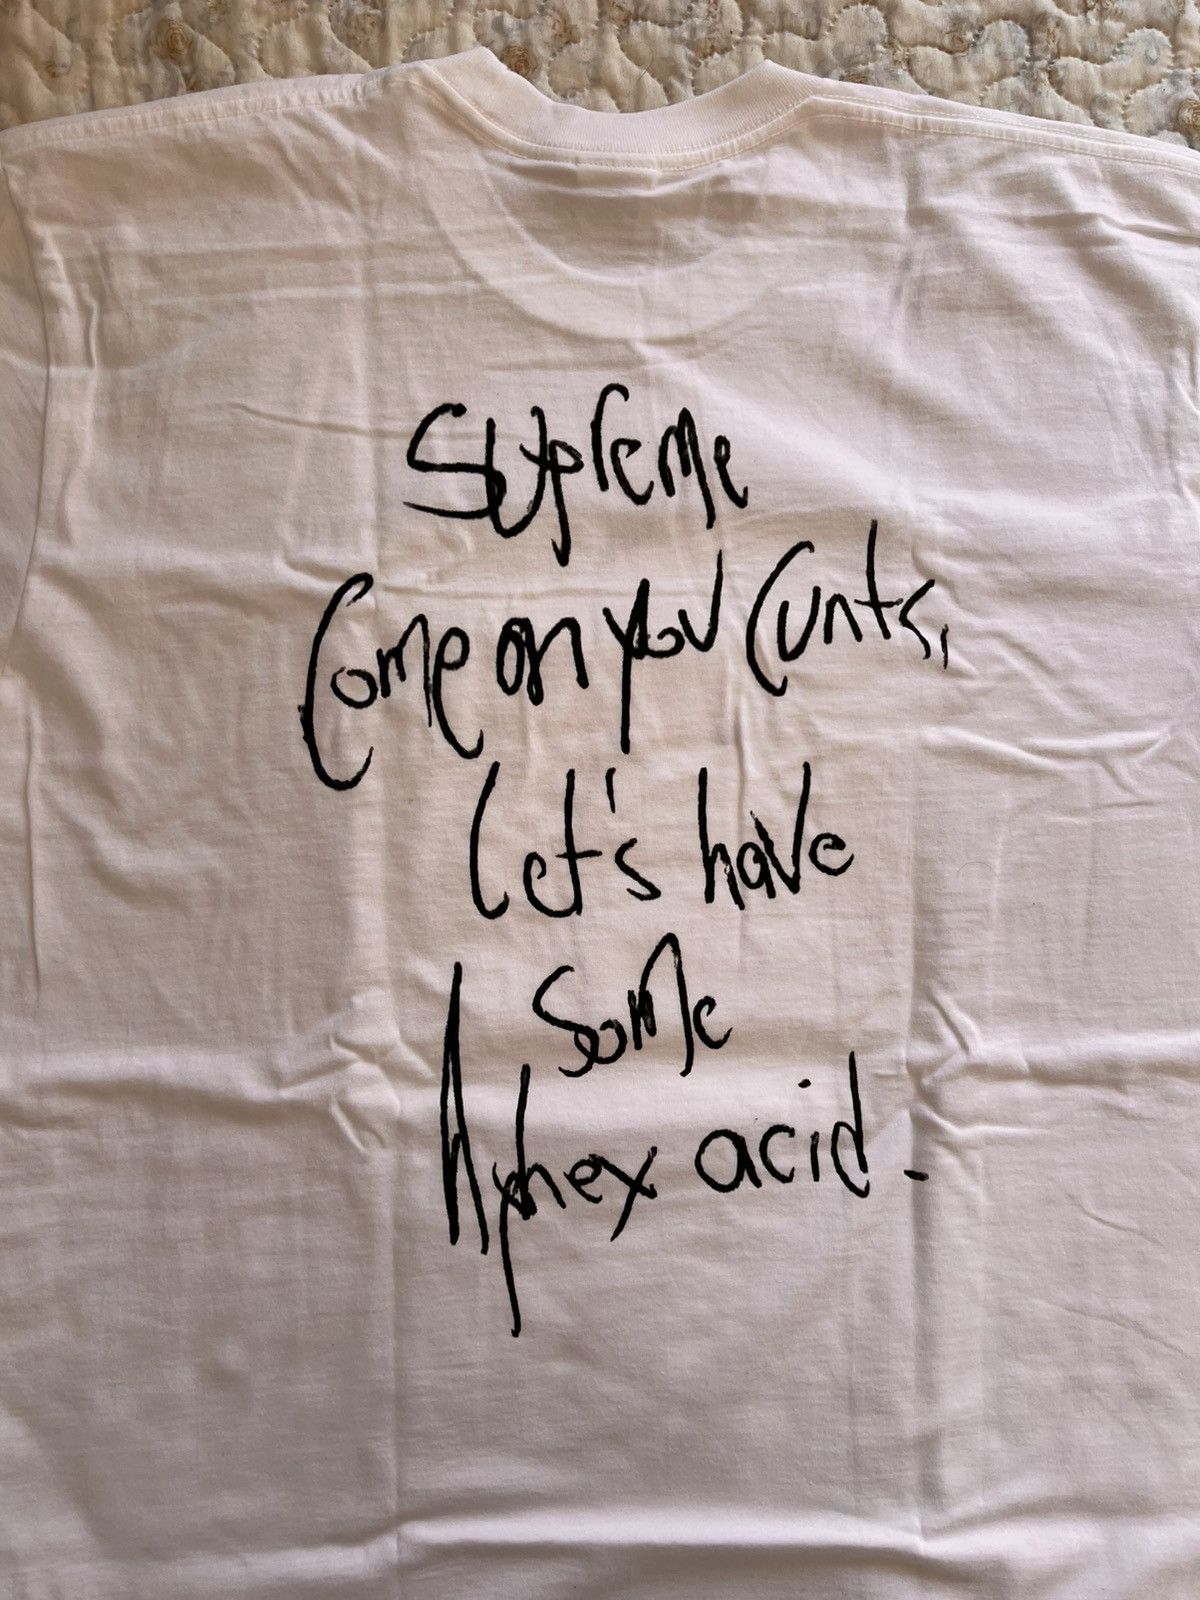 Supreme
Come on you cunts,
let's have
some
Aphex acid.